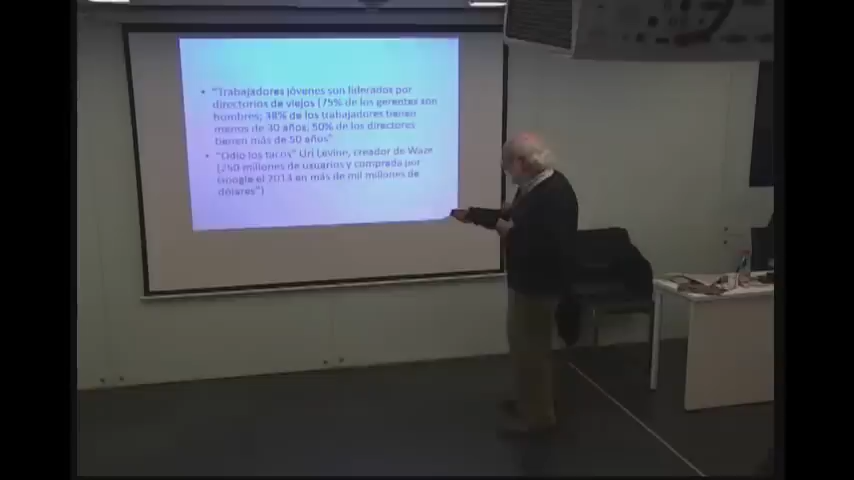 • "Trabajadores jóvenes son liderados por
directorios de viejos (75% de los gerentes son
hombres; 38% de los trabajadores tienen
menos de 30 años; 50% de los directores
tienen más de 50 años"
• "Odio los tacos" Uri Levine, creador de Waze
(250 millones de usuarios y comprada por
Google el 2013 en más de mil millones de
dólares")